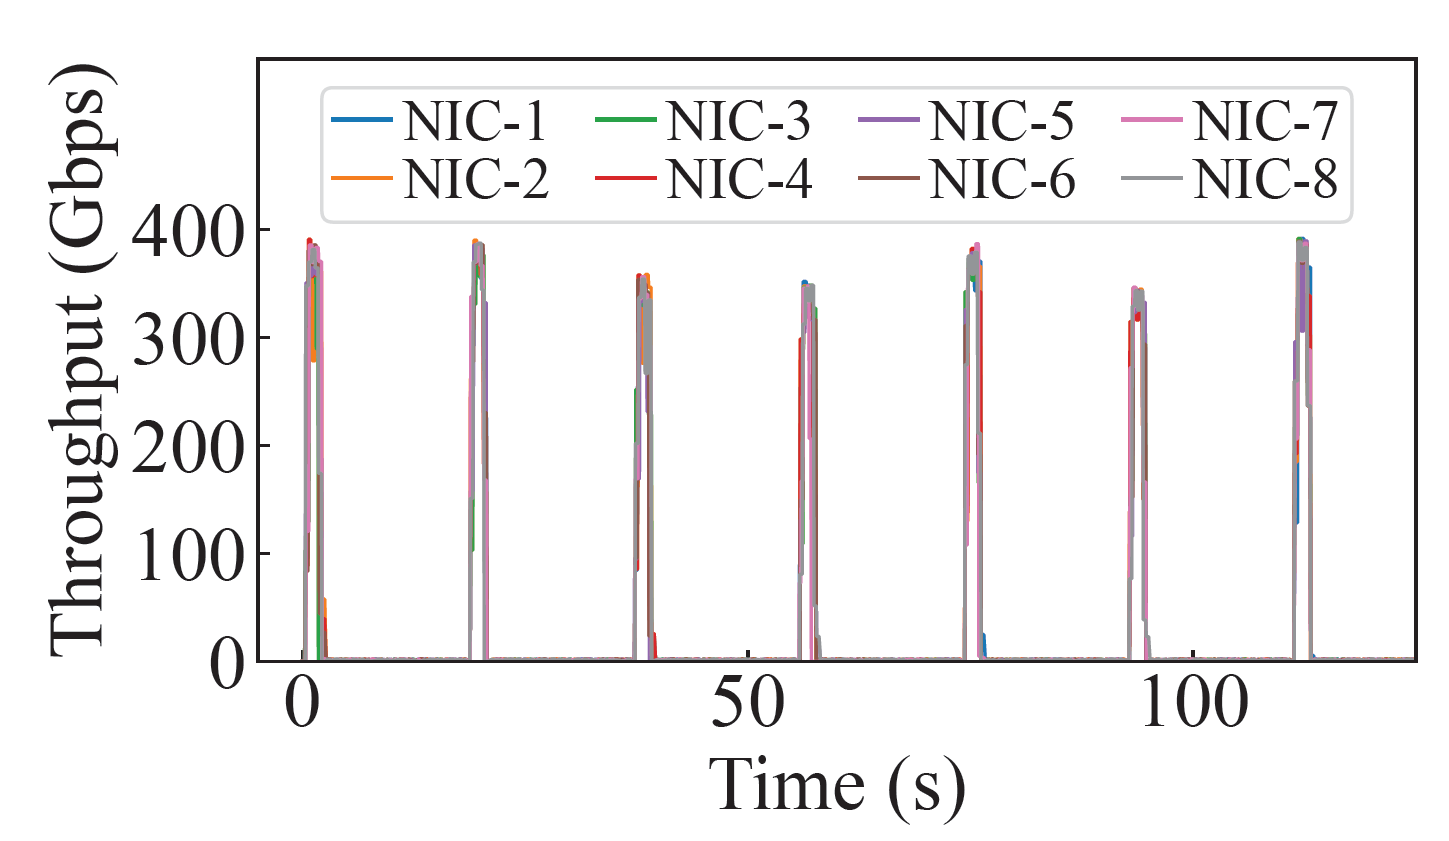 Throughput (Gbps)
NIC-1 NIC-3 NIC-5 NIC-7
NIC-2 NIC-4 NIC-6 NIC-8
400
300
200
100
0
0 50 100
Time (s)